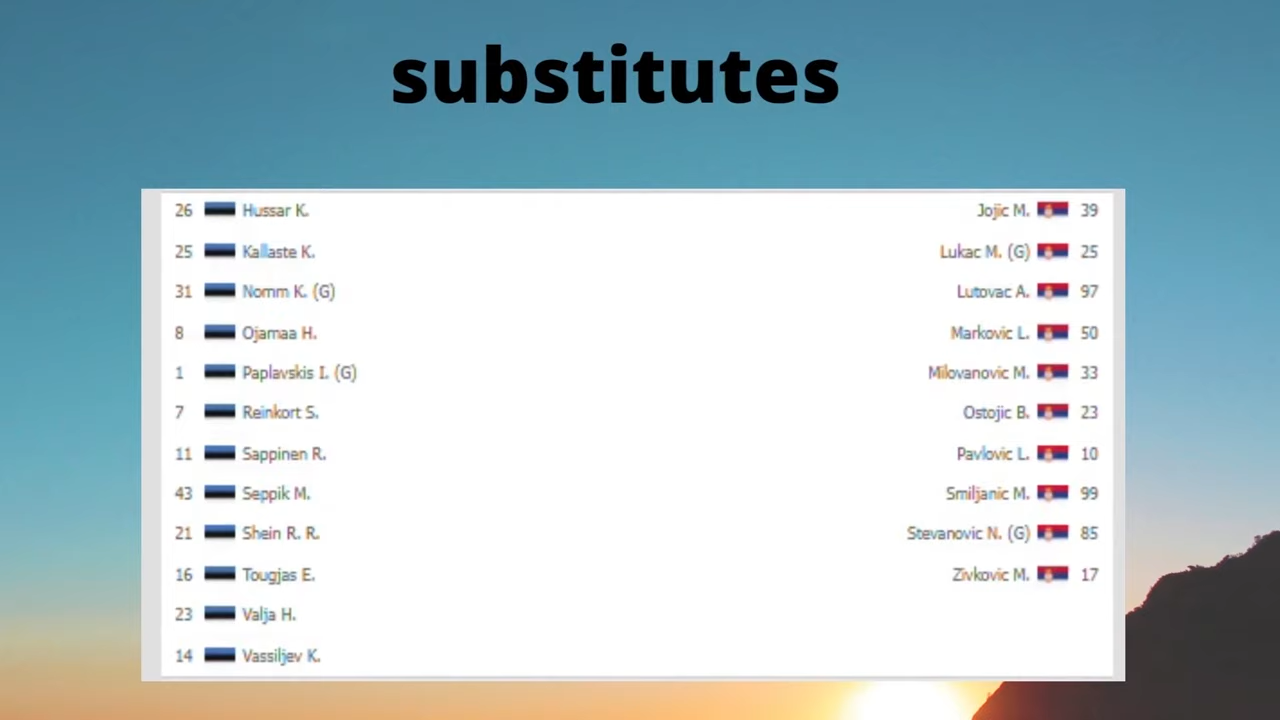 substitutes
26 Hussar K. Jojic M. 39
25 Kallaste K. Lukac M. (G) 25
31 Nomm K. (G) Lutovac A. 97
8 Ojamaa H. Markovic L. 50
1 Paplavskis I. (G) Milovanovic M. 33
7 Reinkort S. Ostojic B. 23
11 Sappinen R. Pavlovic L. 10
43 Seppik M. Smiljanic M. 99
21 Shein R. R. Stevanovic N. (G) 85
16 Tougjas E. Zivkovic M. 17
23 Valja H.
14 Vassiljev K.